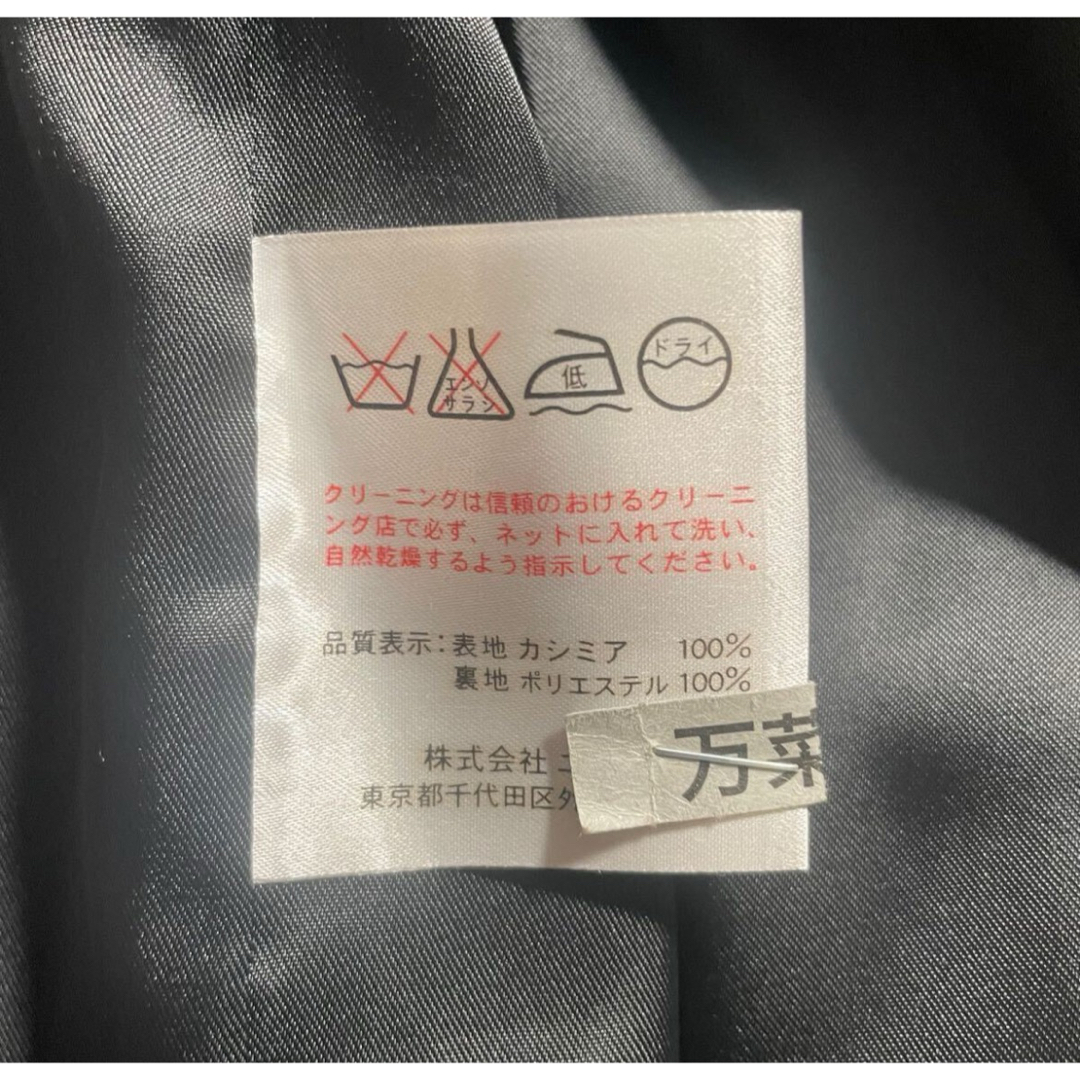 エンソ
サラシ
低
ドライ
クリーニングは信頼のおけるクリーニ
ング店で必ず、ネットに入れて洗い、
自然乾燥するよう指示してください。
品質表示：表地 カシミア 100%
裏地 ポリエステル 100%
株式会社
東京都千代田区外
万菜